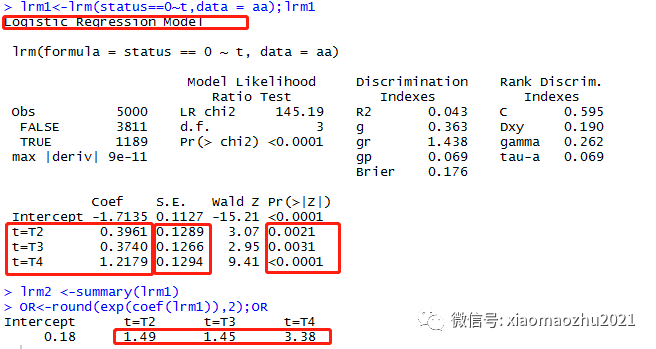 > lrm1<-lrm(status==0~t,data = aa);lrm1
Logistic Regression Model
lrm(formula = status == 0 ~ t, data = aa)
Model Likelihood Discrimination Rank Discrim.
Ratio Test Indexes Indexes
Obs 5000 LR chi2 145.19 R2 0.043 C 0.595
FALSE 3811 d.f. 3 g 0.363 Dxy 0.190
TRUE 1189 Pr(> chi2) <0.0001 gr 1.438 gamma 0.262
max |deriv| 9e-11 gp 0.069 tau-a 0.069
Brier 0.176
Coef S.E. Wald Z Pr(>|Z|)
Intercept -1.7135 0.1127 -15.21 <0.0001
t=T2 0.3961 0.1289 3.07 0.0021
t=T3 0.3740 0.1266 2.95 0.0031
t=T4 1.2179 0.1294 9.41 <0.0001
> lrm2 <-summary(lrm1)
> OR<-round(exp(coef(lrm1)),2);OR
Intercept t=T2 t=T3 t=T4
0.18 1.49 1.45 3.38
微信号: xiaomaozhu2021